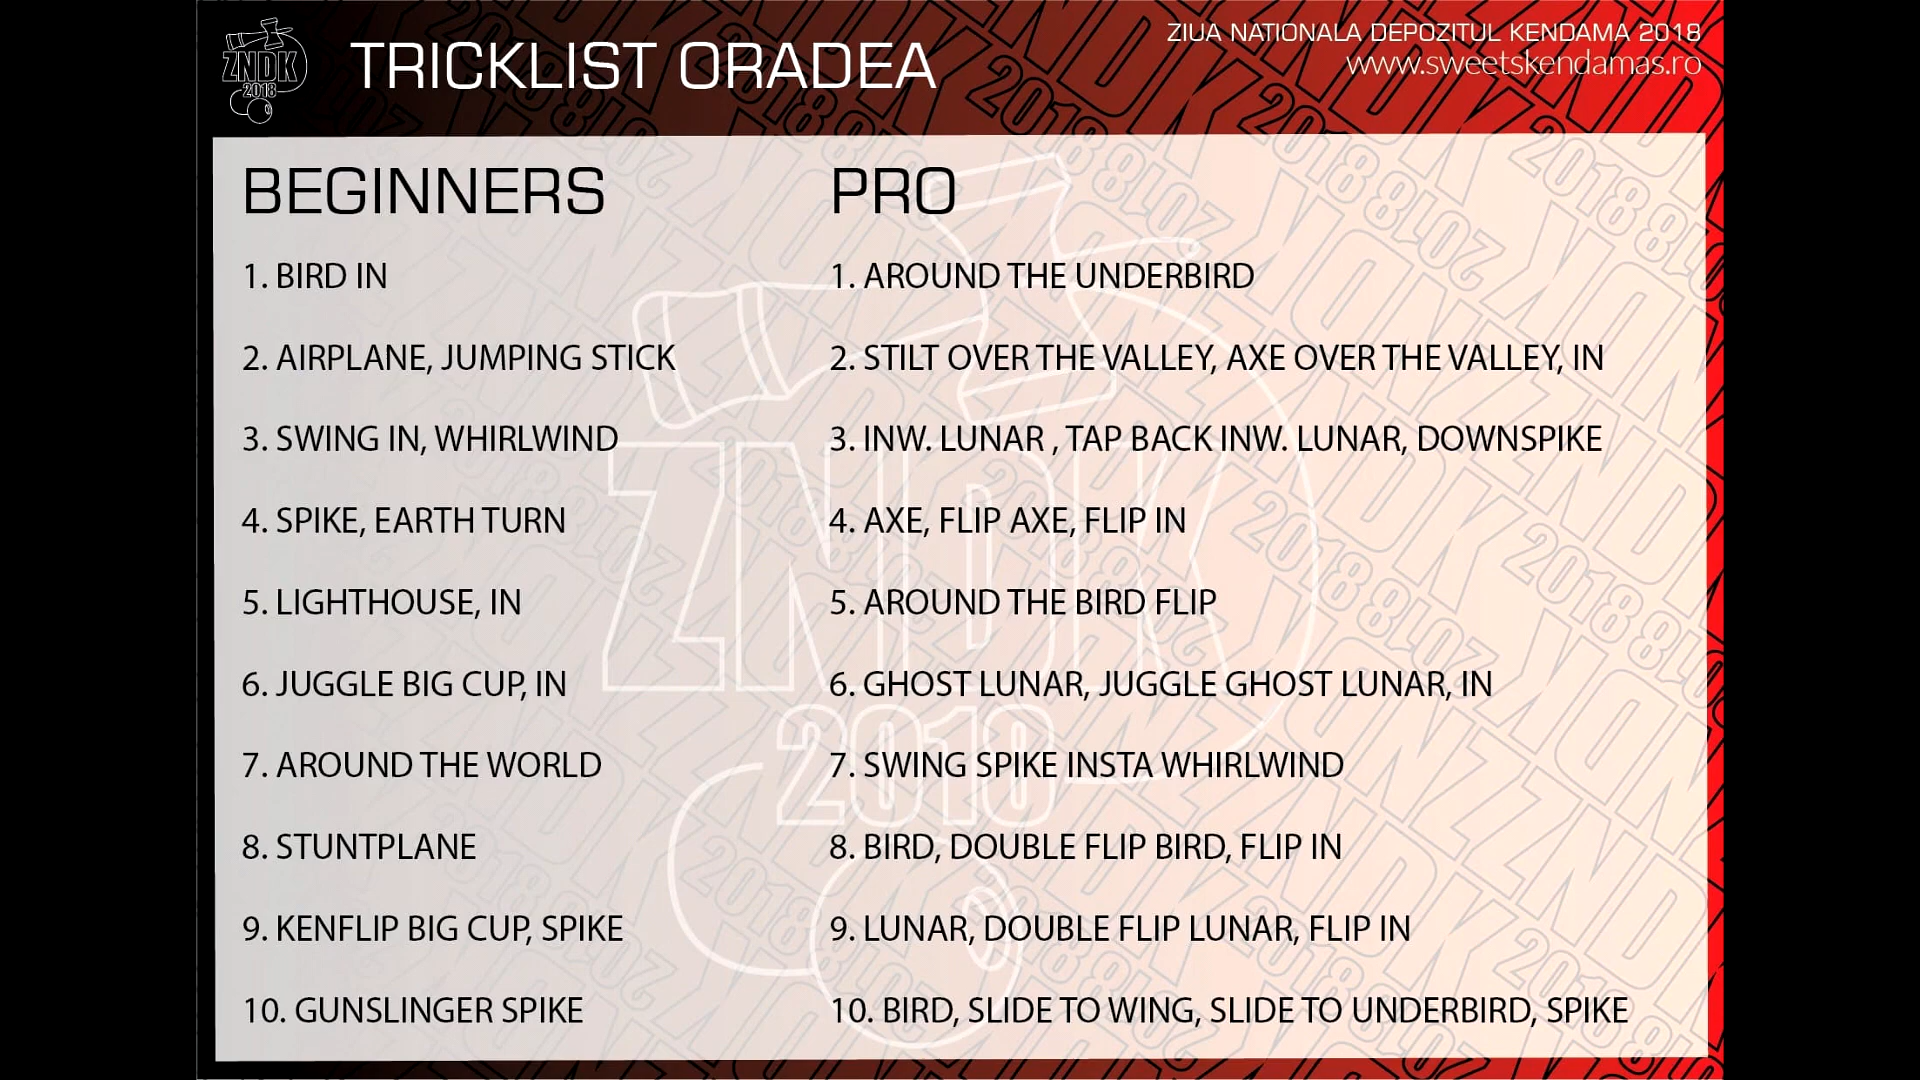 ZNDK
2018
TRICKLIST ORADEA
ZIUA NATIONALA DEPOZITUL KENDAMA 2018
www.sweetskendamas.ro
BEGINNERS
1. BIRD IN
2. AIRPLANE, JUMPING STICK
3. SWING IN, WHIRLWIND
4. SPIKE, EARTH TURN
5. LIGHTHOUSE, IN
6. JUGGLE BIG CUP, IN
7. AROUND THE WORLD
8. STUNTPLANE
9. KENFLIP BIG CUP, SPIKE
10. GUNSLINGER SPIKE
PRO
1. AROUND THE UNDERBIRD
2. STILT OVER THE VALLEY, AXE OVER THE VALLEY, IN
3. INW. LUNAR , TAP BACK INW. LUNAR, DOWNSPIKE
4. AXE, FLIP AXE, FLIP IN
5. AROUND THE BIRD FLIP
6. GHOST LUNAR, JUGGLE GHOST LUNAR, IN
7. SWING SPIKE INSTA WHIRLWIND
8. BIRD, DOUBLE FLIP BIRD, FLIP IN
9. LUNAR, DOUBLE FLIP LUNAR, FLIP IN
10. BIRD, SLIDE TO WING, SLIDE TO UNDERBIRD, SPIKE
ZNDK
2018